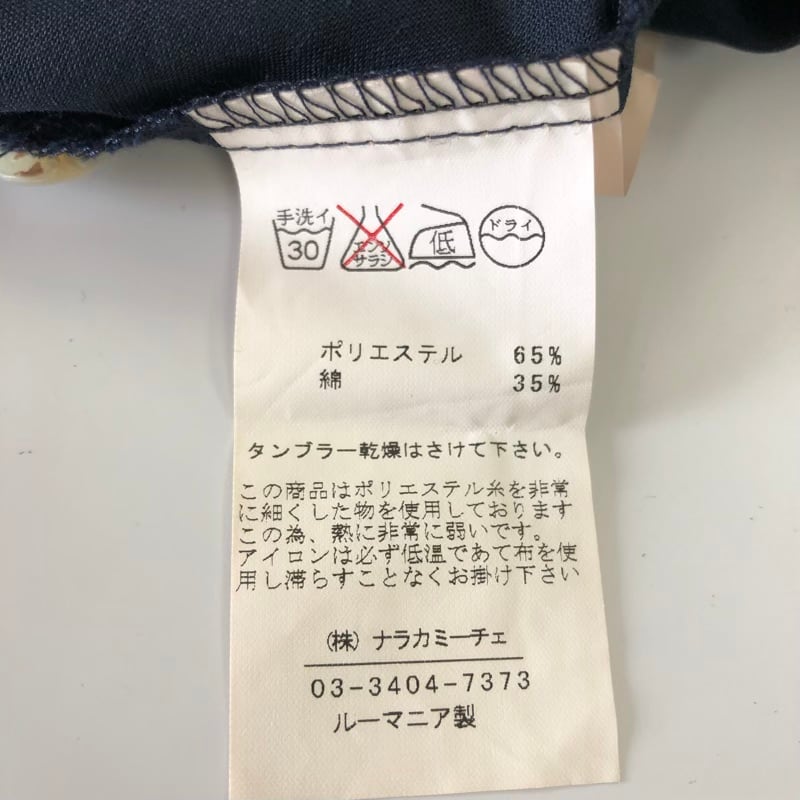 手洗イ
30
エンソ
サラシ
低
ドライ
ポリエステル 65%
綿 35%
タンブラー乾燥はさけて下さい。
この商品はポリエステル糸を非常
に細くした物を使用しております
この為、熱に非常に弱いです。
アイロンは必ず低温であて布を使
用し滞らすことなくお掛け下さい
(株) ナラカミーチェ
03-3404-7373
ルーマニア製